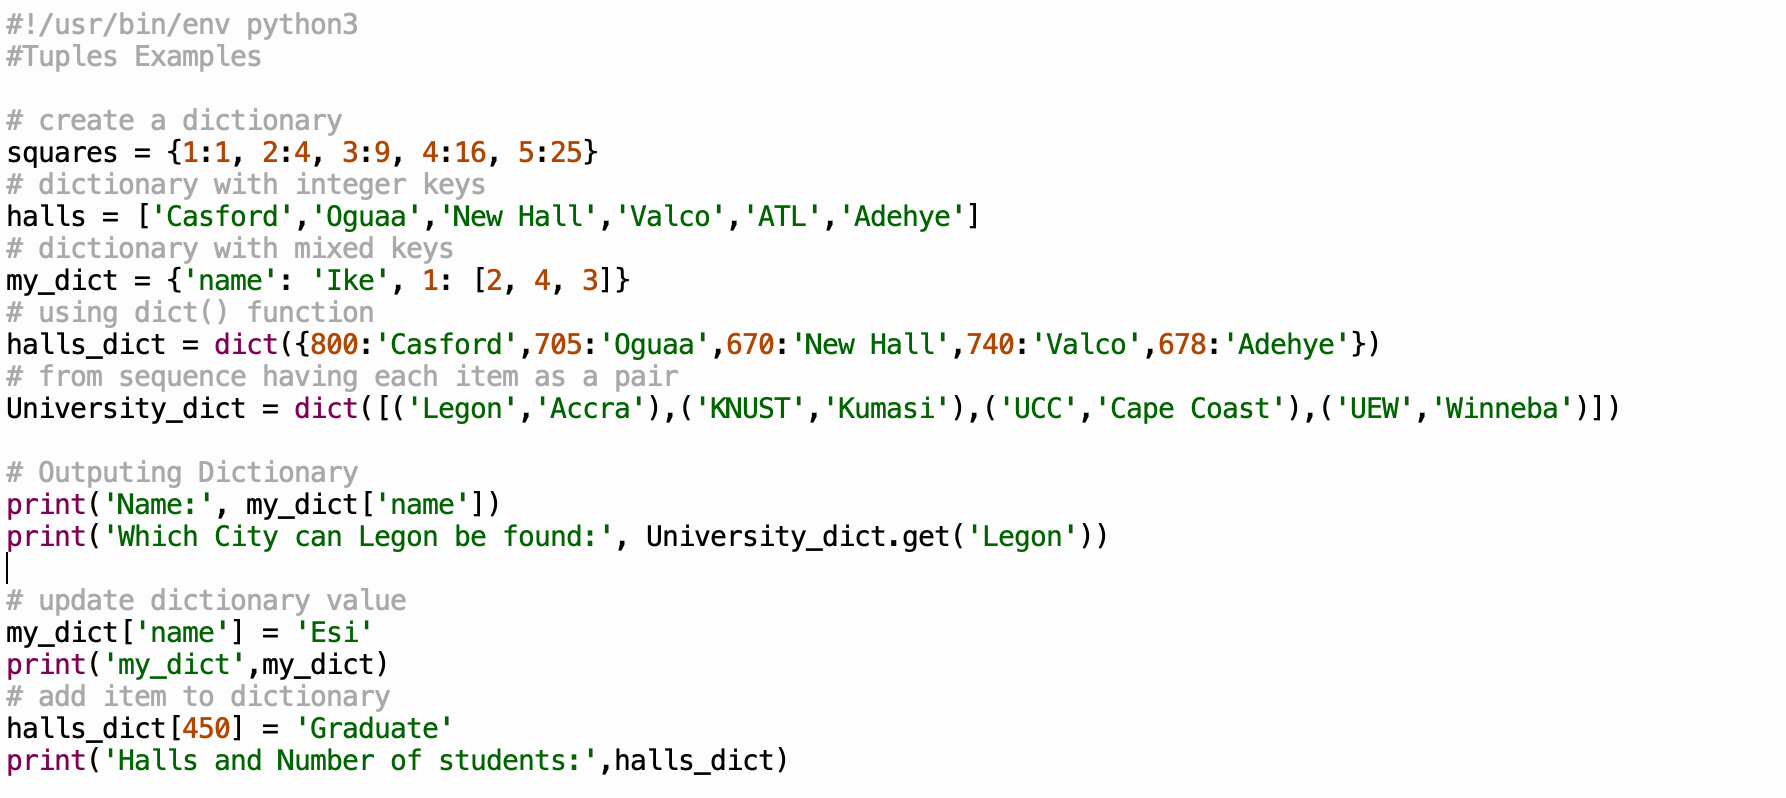 #!/usr/bin/env python3
#Tuples Examples
# create a dictionary
squares = {1:1, 2:4, 3:9, 4:16, 5:25}
# dictionary with integer keys
halls = ['Casford','Oguaa','New Hall','Valco','ATL','Adehye']
# dictionary with mixed keys
my_dict = {'name': 'Ike', 1: [2, 4, 3]}
# using dict() function
halls_dict = dict({800:'Casford',705:'Oguaa',670:'New Hall',740:'Valco',678:'Adehye'})
# from sequence having each item as a pair
University_dict = dict([('Legon','Accra'),('KNUST','Kumasi'),('UCC','Cape Coast'),('UEW','Winneba')])
# Outputing Dictionary
print('Name:', my_dict['name'])
print('Which City can Legon be found:', University_dict.get('Legon'))
# update dictionary value
my_dict['name'] = 'Esi'
print('my_dict',my_dict)
# add item to dictionary
halls_dict[450] = 'Graduate'
print('Halls and Number of students:',halls_dict)